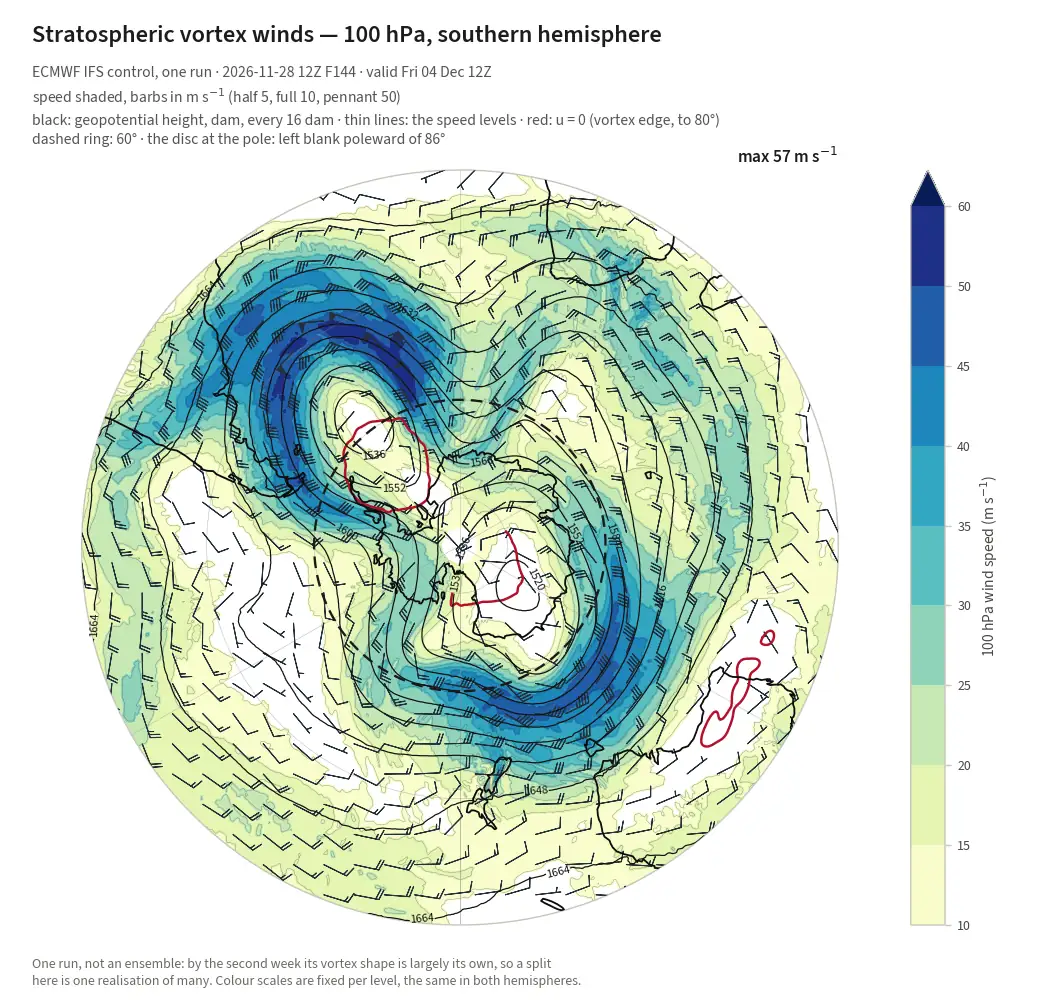 Stratospheric vortex winds — 100 hPa, southern hemisphere
ECMWF IFS control, one run · 2026-11-28 12Z F144 · valid Fri 04 Dec 12Z
speed shaded, barbs in m s⁻¹ (half 5, full 10, pennant 50)
black: geopotential height, dam, every 16 dam · thin lines: the speed levels · red: u = 0 (vortex edge, to 80°)
dashed ring: 60° · the disc at the pole: left blank poleward of 86°
max 57 m s⁻¹
60
50
45
40
35
30
25
20
15
10
100 hPa wind speed (m s⁻¹)
1664
1632
1536
1552
1600
1552
1520
1616
1664
1648
1664
1664
One run, not an ensemble: by the second week its vortex shape is largely its own, so a split
here is one realisation of many. Colour scales are fixed per level, the same in both hemispheres.